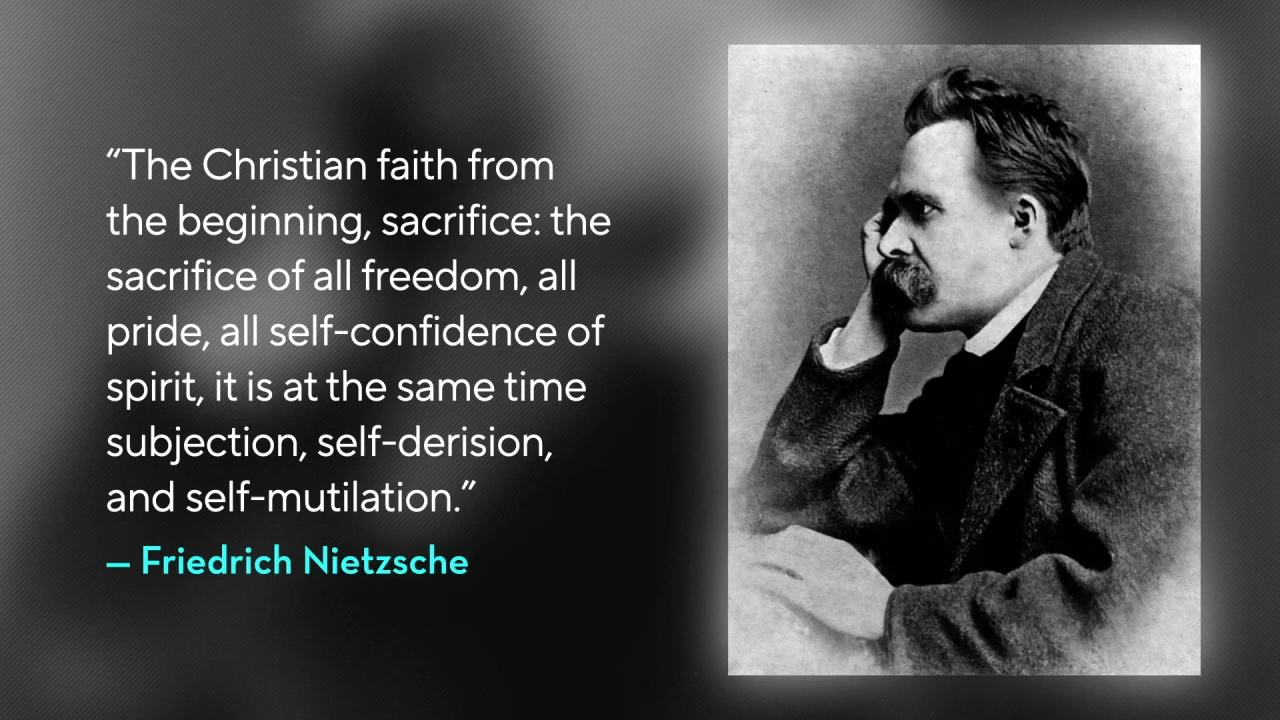 “The Christian faith from
the beginning, sacrifice: the
sacrifice of all freedom, all
pride, all self-confidence of
spirit, it is at the same time
subjection, self-derision,
and self-mutilation.”
— Friedrich Nietzsche